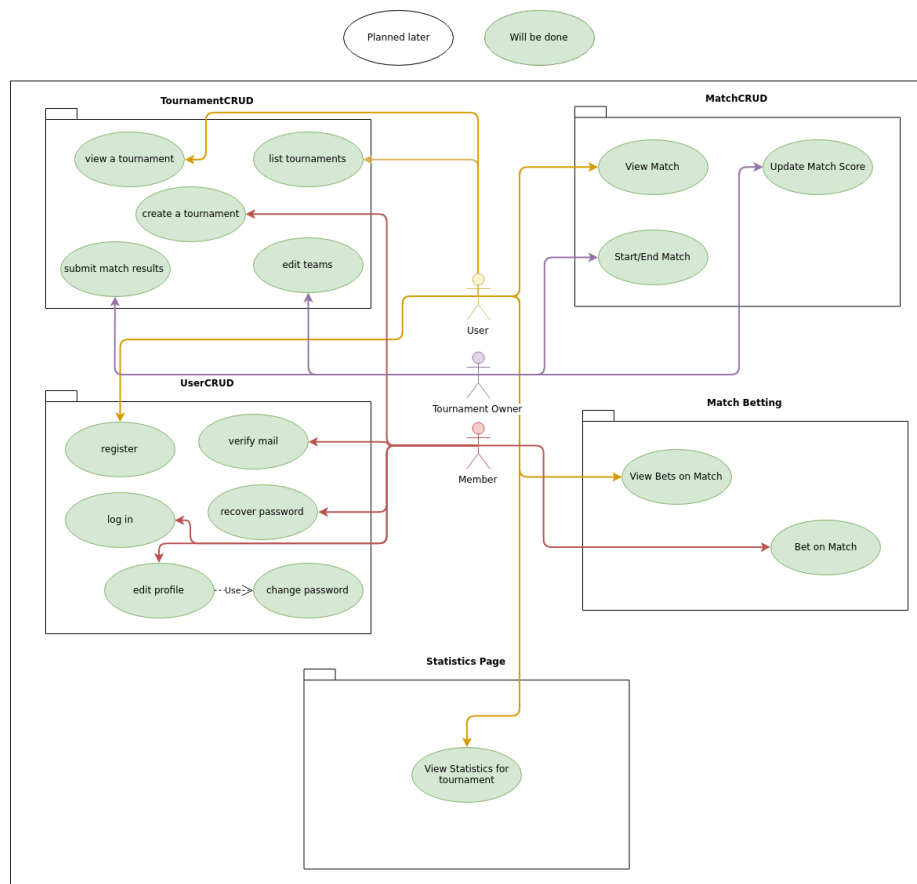 Planned later
Will be done
TournamentCRUD
MatchCRUD
view a tournament
list tournaments
View Match
Update Match Score
create a tournament
submit match results
edit teams
Start/End Match
User
Tournament Owner
UserCRUD
Match Betting
register
verify mail
Member
View Bets on Match
log in
recover password
Bet on Match
edit profile
Use
change password
Statistics Page
View Statistics for
tournament